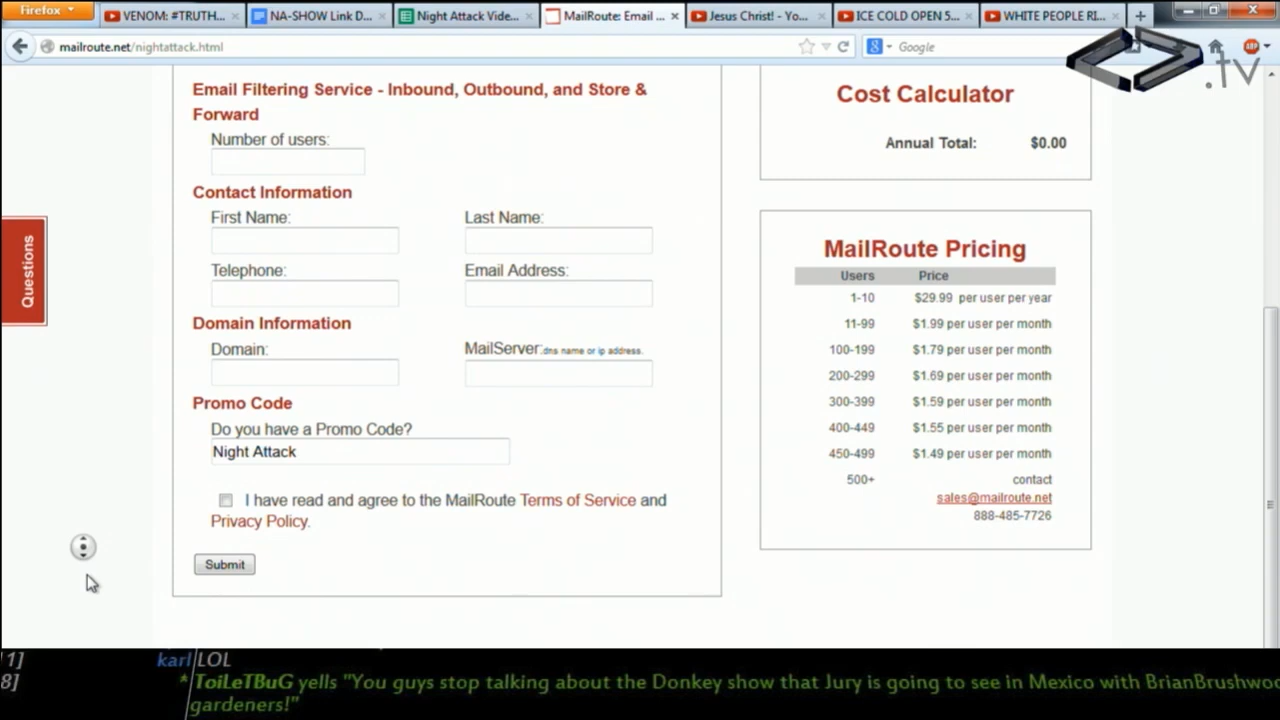 Firefox
VENOM: #TRUTH...
NA-SHOW Link D...
Night Attack Vide...
MailRoute: Email ...
Jesus Christ! - Yo...
ICE COLD OPEN 5...
WHITE PEOPLE RI...
mailroute.net/nightattack.html
Google
ABP
.tv
Email Filtering Service - Inbound, Outbound, and Store &
Forward
Number of users:
Contact Information
First Name:
Last Name:
Telephone:
Email Address:
Domain Information
Domain:
MailServer:dns name or ip address.
Promo Code
Do you have a Promo Code?
Night Attack
I have read and agree to the MailRoute Terms of Service and
Privacy Policy.
Submit
Questions
Cost Calculator
Annual Total: $0.00
MailRoute Pricing
Users Price
1-10 $29.99 per user per year
11-99 $1.99 per user per month
100-199 $1.79 per user per month
200-299 $1.69 per user per month
300-399 $1.59 per user per month
400-449 $1.55 per user per month
450-499 $1.49 per user per month
500+ contact
sales@mailroute.net
888-485-7726
1] karl LOL
8] * ToiLeTBuG yells "You guys stop talking about the Donkey show that Jury is going to see in Mexico with BrianBrushwoo
gardeners!"